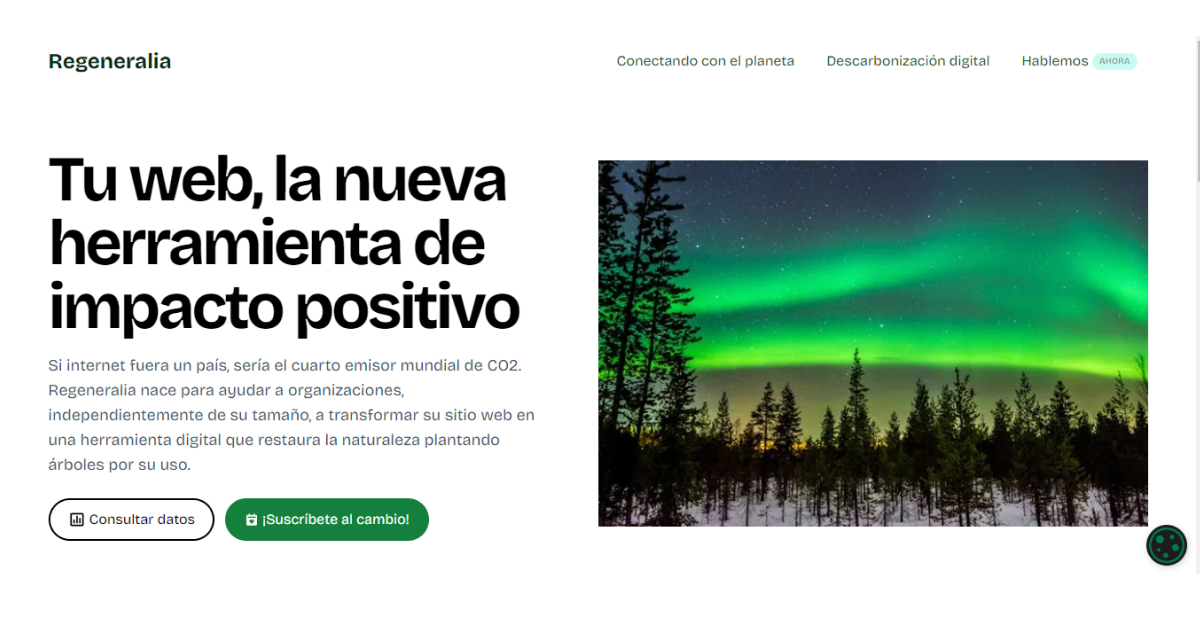 Regeneralia
Conectando con el planeta
Descarbonización digital
Hablemos AHORA
Tu web, la nueva
herramienta de
impacto positivo
Si internet fuera un país, sería el cuarto emisor mundial de CO2.
Regeneralia nace para ayudar a organizaciones,
independientemente de su tamaño, a transformar su sitio web en
una herramienta digital que restaura la naturaleza plantando
árboles por su uso.
Consultar datos
¡Suscríbete al cambio!